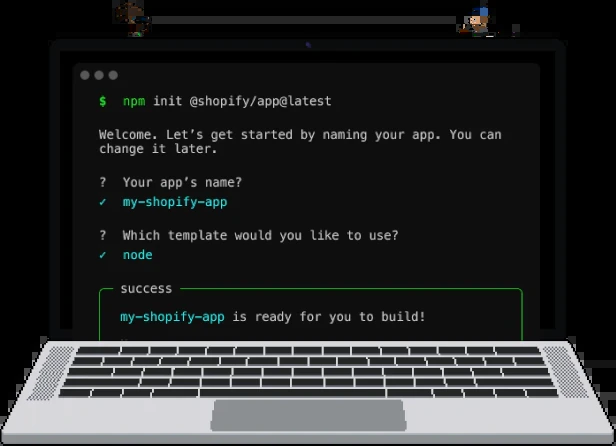 $ npm init @shopify/app@latest
Welcome. Let’s get started by naming your app. You can
change it later.
? Your app’s name?
✓ my-shopify-app
? Which template would you like to use?
✓ node
success
my-shopify-app is ready for you to build!